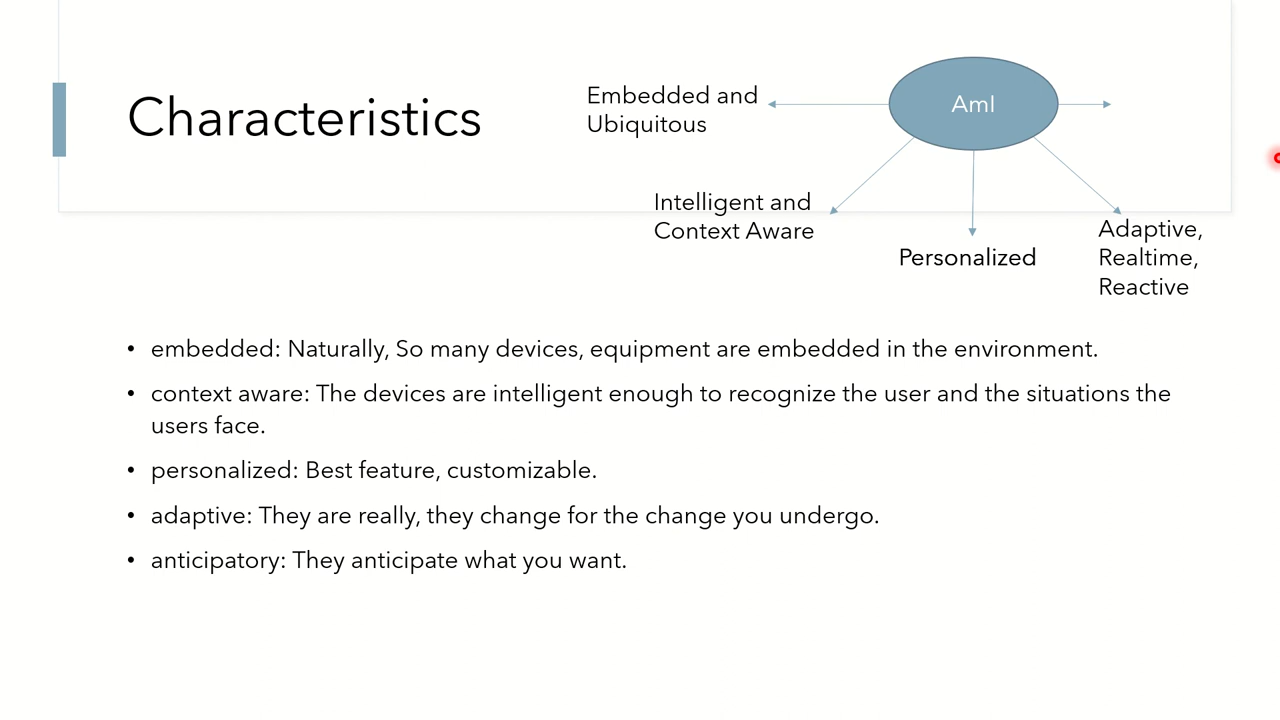 Characteristics
Embedded and
Ubiquitous
AmI
Intelligent and
Context Aware
Personalized
Adaptive,
Realtime,
Reactive
• embedded: Naturally, So many devices, equipment are embedded in the environment.
• context aware: The devices are intelligent enough to recognize the user and the situations the
users face.
• personalized: Best feature, customizable.
• adaptive: They are really, they change for the change you undergo.
• anticipatory: They anticipate what you want.